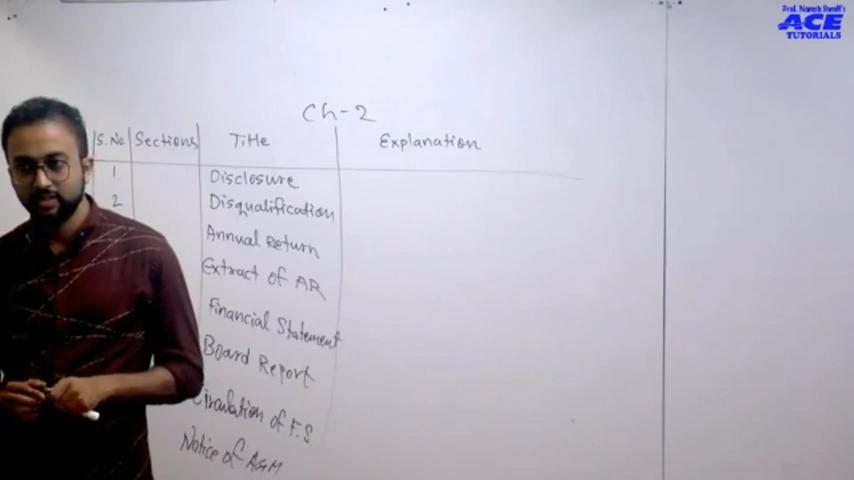 Prof. Naresh Shroff's
ACE
TUTORIALS
Ch-2
S.No Sections Title Explanation
1 Disclosure
2 Disqualification
Annual Return
Extract of AR
Financial Statement
Board Report
Circulation of F.S
Notice of AGM